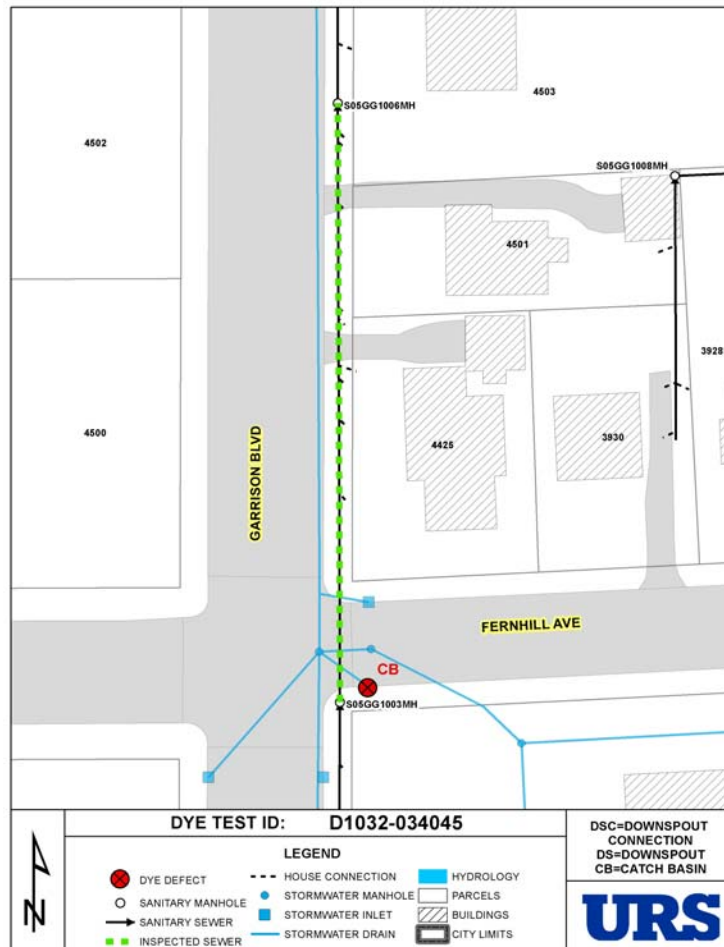 4503
S05GG1006MH
4502
S05GG1008MH
4501
3928
4500
4425
3930
GARRISON BLVD
FERNHILL AVE
CB
S05GG1003MH
DYE TEST ID: D1032-034045
LEGEND
DYE DEFECT
SANITARY MANHOLE
SANITARY SEWER
INSPECTED SEWER
HOUSE CONNECTION
STORMWATER MANHOLE
STORMWATER INLET
STORMWATER DRAIN
HYDROLOGY
PARCELS
BUILDINGS
CITY LIMITS
DSC=DOWNSPOUT
CONNECTION
DS=DOWNSPOUT
CB=CATCH BASIN
N
URS